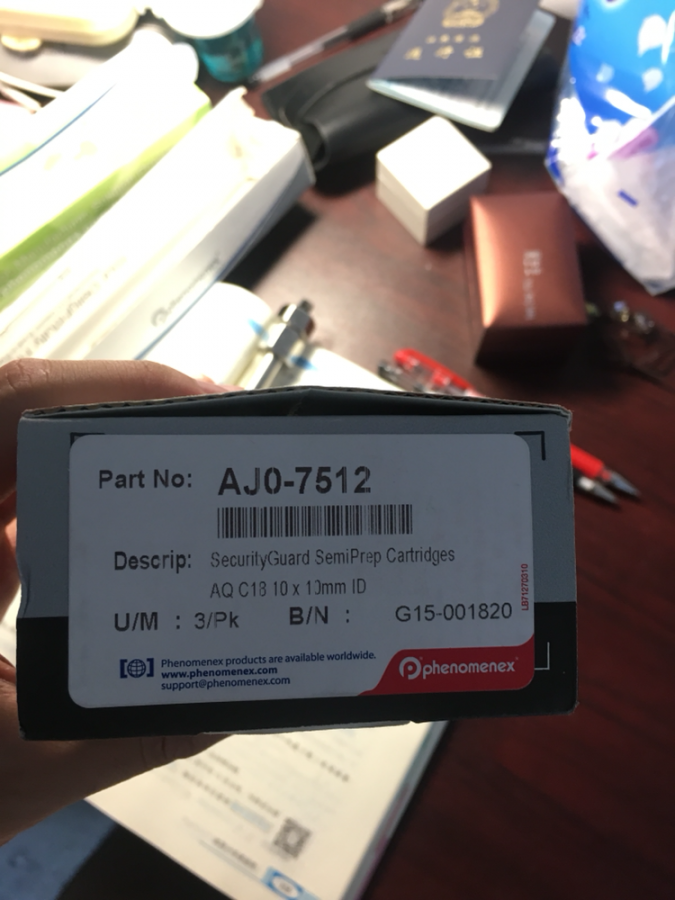 phenomenex
Part No: AJ0-7512
Descrip: SecurityGuard SemiPrep Cartridges
AQ C18 10 x 10mm ID
LB71270310
U/M : 3/Pk B/N : G15-001820
Phenomenex products are available worldwide.
www.phenomenex.com
support@phenomenex.com
phenomenex